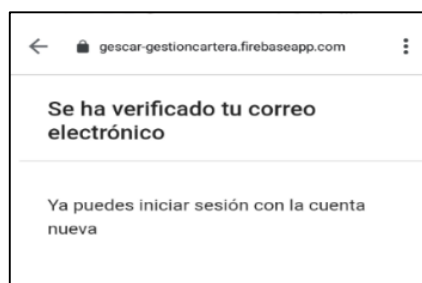 gescar-gestioncartera.firebaseapp.com
Se ha verificado tu correo
electrónico
Ya puedes iniciar sesión con la cuenta
nueva